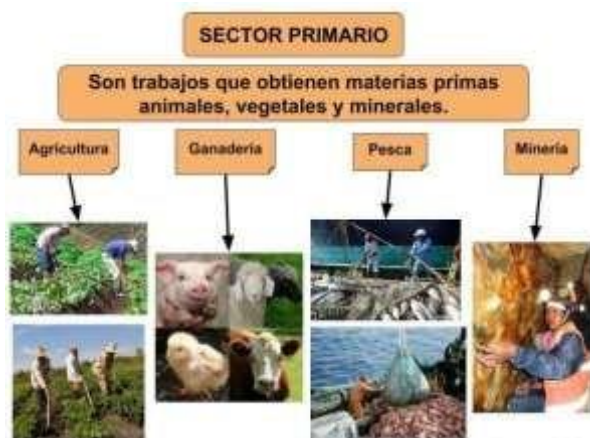 SECTOR PRIMARIO
Son trabajos que obtienen materias primas
animales, vegetales y minerales.
Agricultura
Ganadería
Pesca
Minería